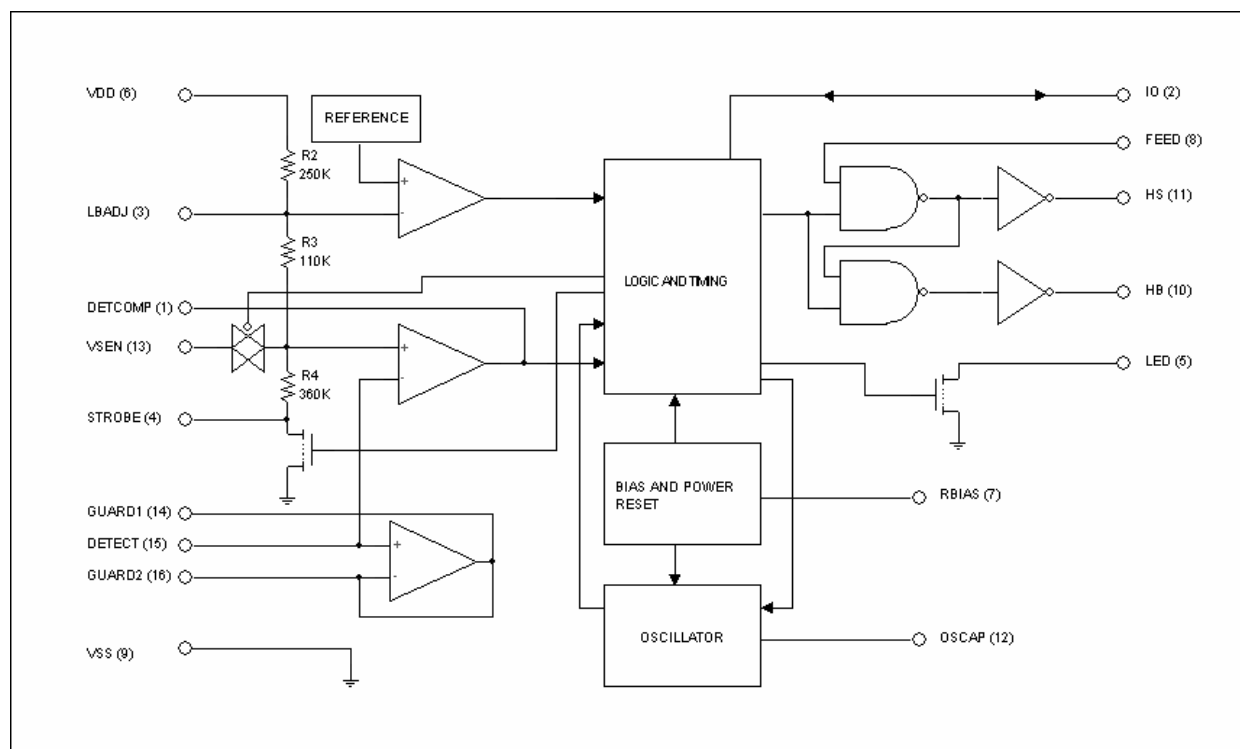 VDD (6)
REFERENCE
IO (2)
FEED (8)
R2
250K
+
-
LBADJ (3)
HS (11)
R3
110K
LOGIC AND TIMING
DETCOMP (1)
HB (10)
VSEN (13)
+
-
LED (5)
R4
360K
STROBE (4)
BIAS AND POWER
RESET
RBIAS (7)
GUARD1 (14)
DETECT (15)
+
GUARD2 (16)
-
OSCILLATOR
OSCAP (12)
VSS (9)